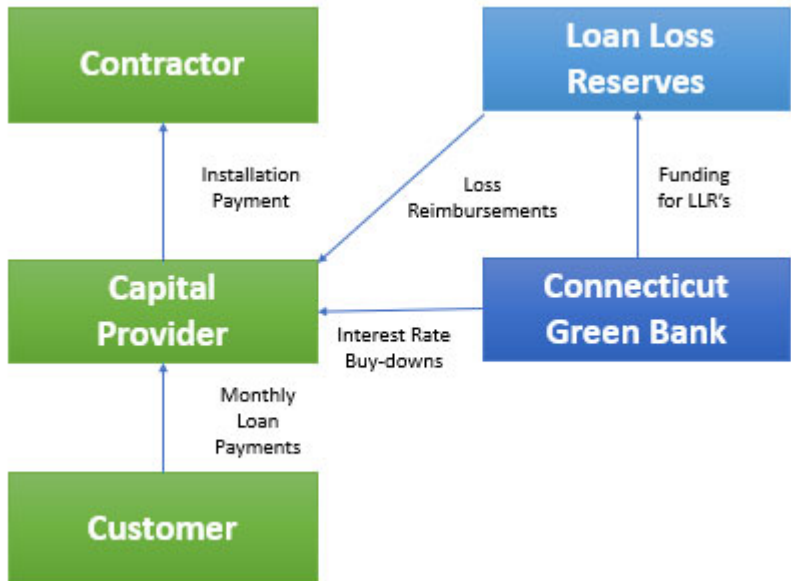 Contractor
Loan Loss
Reserves
Installation
Payment
Loss
Reimbursements
Funding
for LLR's
Capital
Provider
Connecticut
Green Bank
Interest Rate
Buy-downs
Monthly
Loan
Payments
Customer